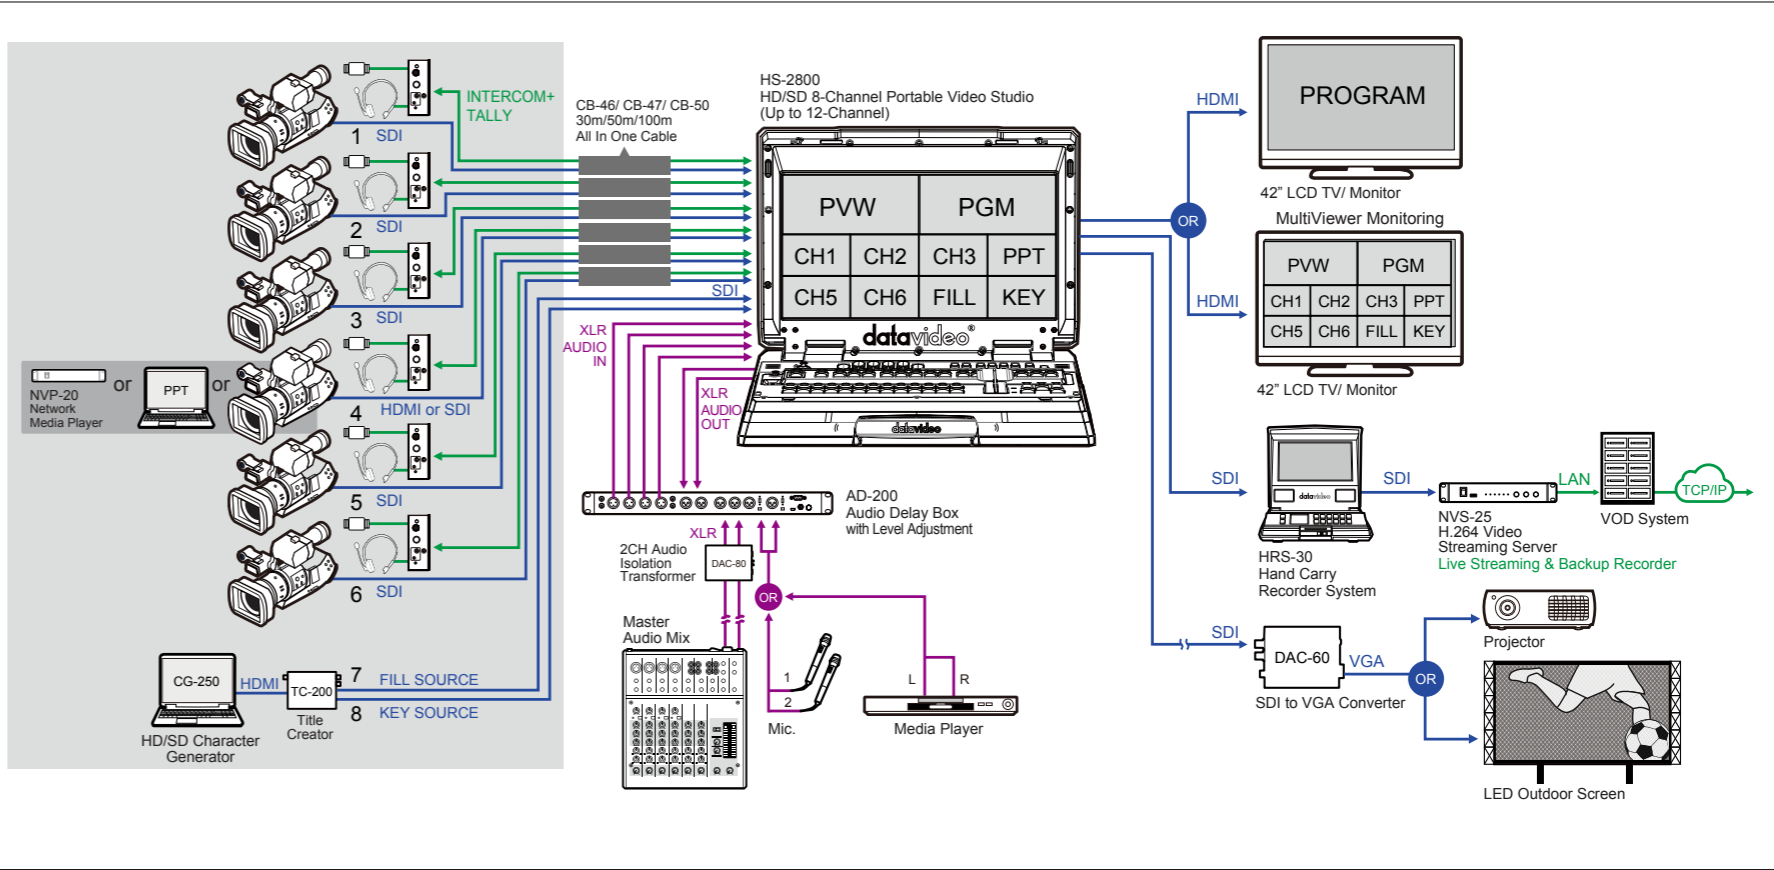 INTERCOM+
TALLY
1 SDI
2 SDI
3 SDI
4 HDMI or SDI
5 SDI
6 SDI
NVP-20
Network
Media Player
or
PPT
or
CG-250
HD/SD Character
Generator
HDMI
TC-200
Title
Creator
7 FILL SOURCE
8 KEY SOURCE
CB-46/ CB-47/ CB-50
30m/50m/100m
All In One Cable
SDI
XLR
AUDIO
IN
XLR
AUDIO
OUT
HS-2800
HD/SD 8-Channel Portable Video Studio
(Up to 12-Channel)
PVW PGM
CH1 CH2 CH3 PPT
CH5 CH6 FILL KEY
datavideo®
datavideo
AD-200
Audio Delay Box
with Level Adjustment
XLR
2CH Audio
Isolation
Transformer
DAC-80
OR
Master
Audio Mix
1
2
Mic.
L R
Media Player
OR
HDMI
PROGRAM
42” LCD TV/ Monitor
MultiViewer Monitoring
HDMI
PVW PGM
CH1 CH2 CH3 PPT
CH5 CH6 FILL KEY
42” LCD TV/ Monitor
SDI
datavideo
HRS-30
Hand Carry
Recorder System
SDI
NVS-25
H.264 Video
Streaming Server
Live Streaming & Backup Recorder
LAN
VOD System
TCP/IP
SDI
DAC-60
SDI to VGA Converter
VGA
OR
Projector
LED Outdoor Screen